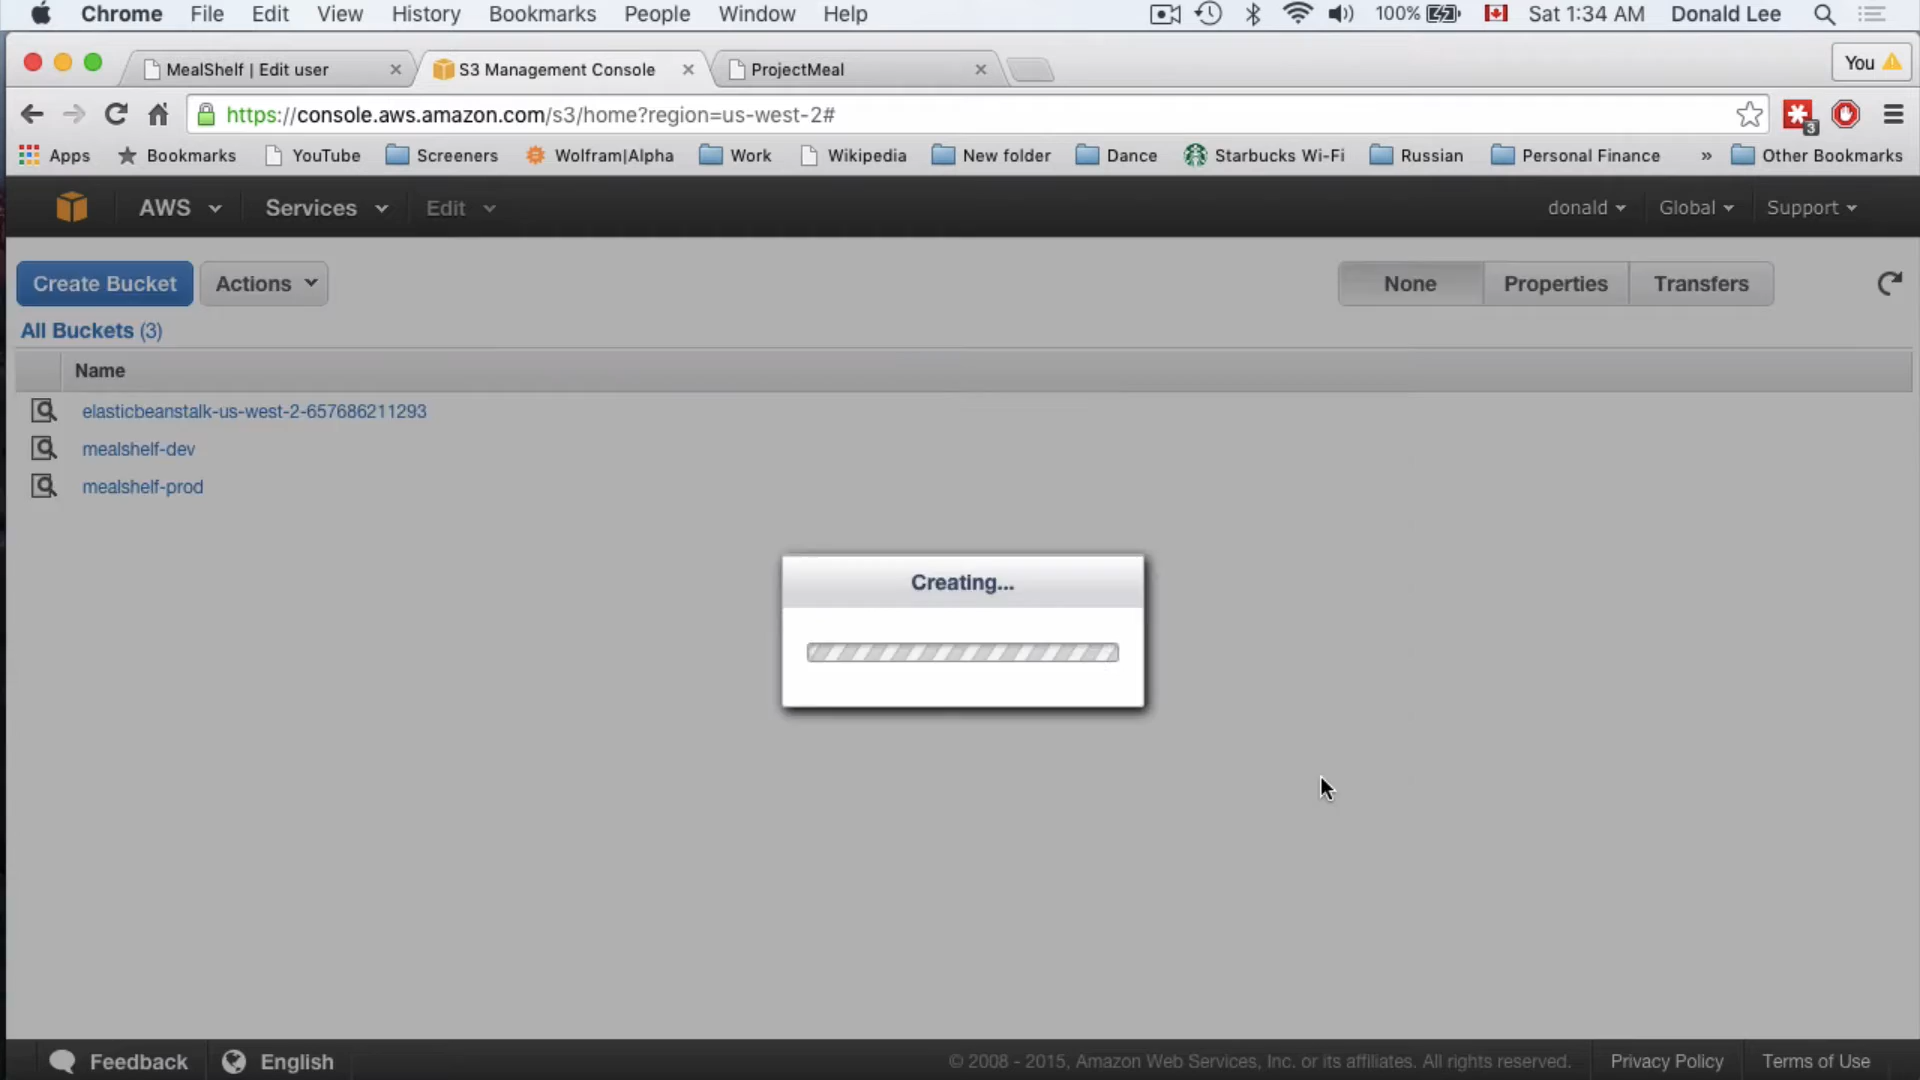 Chrome File Edit View History Bookmarks People Window Help 100% Sat 1:34 AM Donald Lee
MealShelf | Edit user S3 Management Console ProjectMeal You
https://console.aws.amazon.com/s3/home?region=us-west-2# 3
Apps Bookmarks YouTube Screeners Wolfram|Alpha Work Wikipedia New folder Dance Starbucks Wi-Fi Russian Personal Finance » Other Bookmarks
AWS Services Edit donald Global Support
Create Bucket Actions None Properties Transfers
All Buckets (3)
Name
elasticbeanstalk-us-west-2-657686211293
mealshelf-dev
mealshelf-prod
Creating...
Feedback English © 2008 - 2015, Amazon Web Services, Inc. or its affiliates. All rights reserved. Privacy Policy Terms of Use